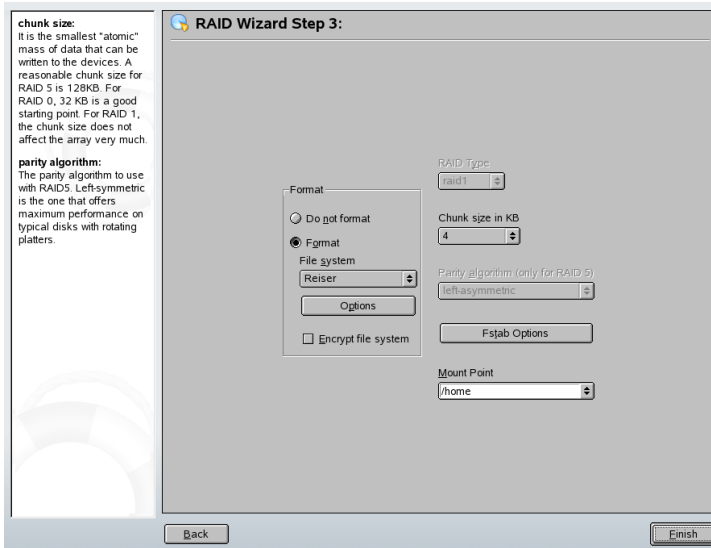 chunk size:
It is the smallest "atomic"
mass of data that can be
written to the devices. A
reasonable chunk size for
RAID 5 is 128KB. For
RAID 0, 32 KB is a good
starting point. For RAID 1,
the chunk size does not
affect the array very much.
parity algorithm:
The parity algorithm to use
with RAID5. Left-symmetric
is the one that offers
maximum performance on
typical disks with rotating
platters.
RAID Wizard Step 3:
Format
Do not format
Format
File system
Reiser
Options
Encrypt file system
RAID Type
raid1
Chunk size in KB
4
Parity algorithm (only for RAID 5)
left-asymmetric
Fstab Options
Mount Point
/home
Back
Finish